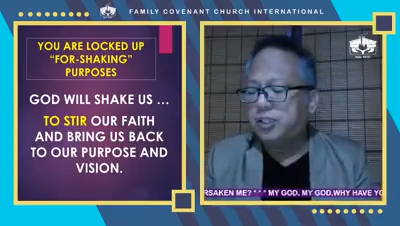 FAMILY COVENANT CHURCH INTERNATIONAL
YOU ARE LOCKED UP
“FOR-SHAKING”
PURPOSES
GOD WILL SHAKE US …
TO STIR OUR FAITH
AND BRING US BACK
TO OUR PURPOSE AND
VISION.
RSAKEN ME? * * * MY GOD, MY GOD,WHY HAVE YO